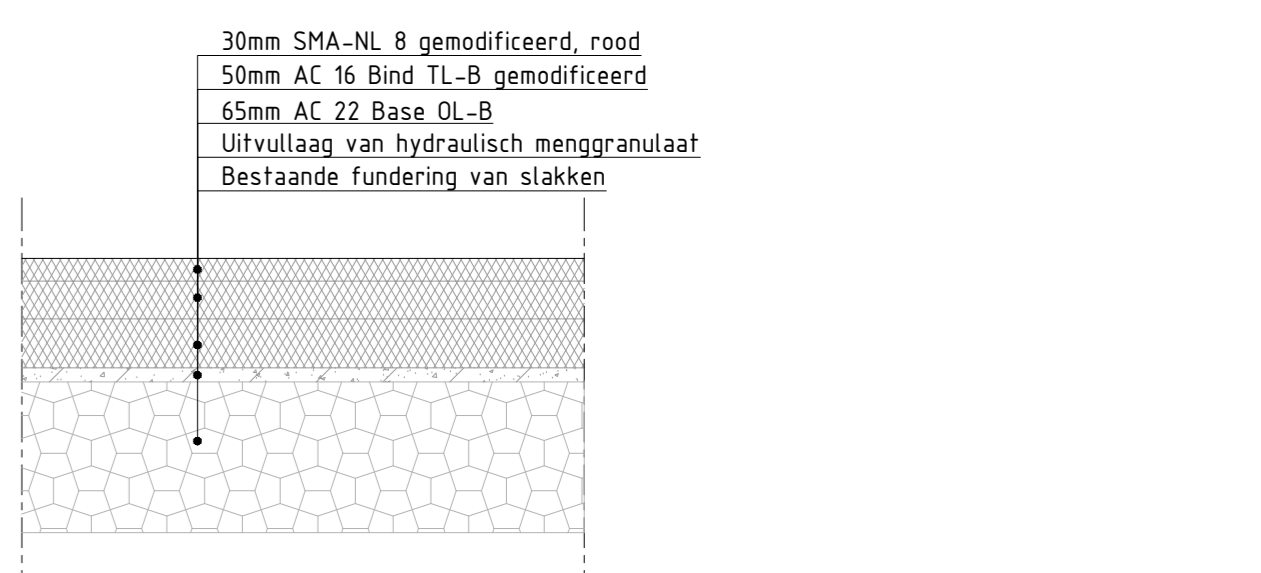 30mm SMA-NL 8 gemodificeerd, rood
50mm AC 16 Bind TL-B gemodificeerd
65mm AC 22 Base OL-B
Uitvullaag van hydraulisch menggranulaat
Bestaande fundering van slakken